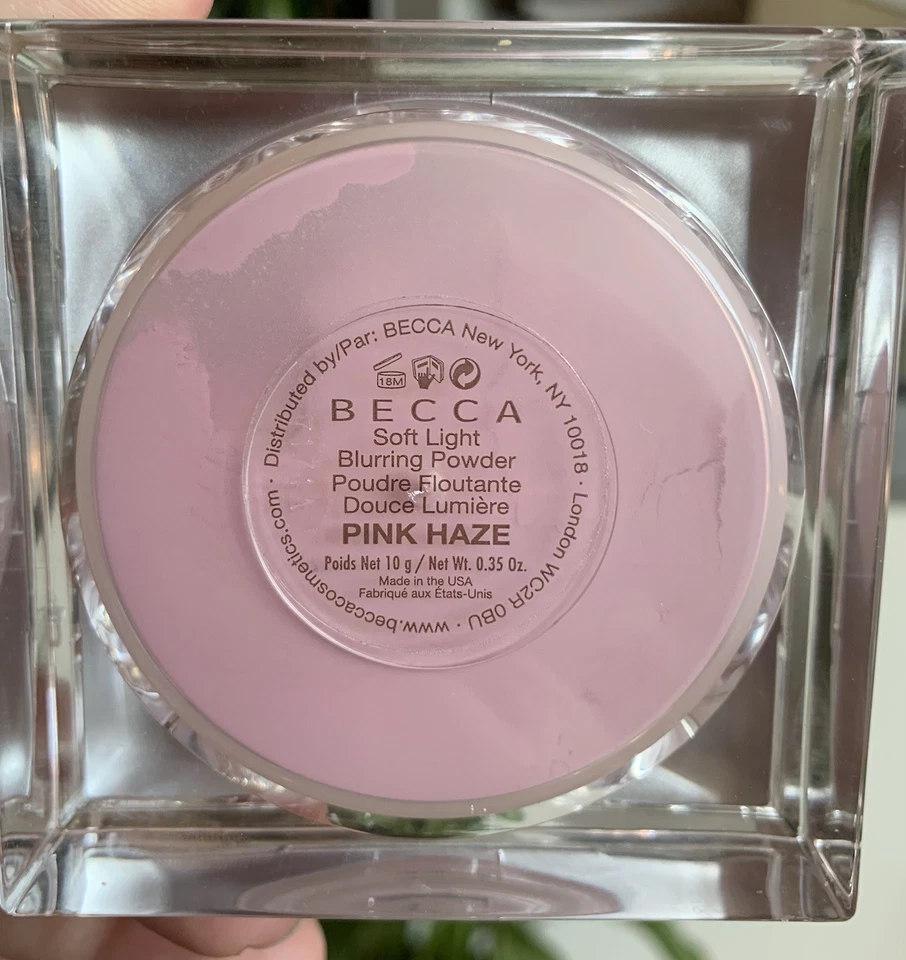 Distributed by/Par: BECCA New York, NY 10018 · London WC2R 0BU · www.beccacosmetics.com ·
18M
BECCA
Soft Light
Blurring Powder
Poudre Floutante
Douce Lumière
PINK HAZE
Poids Net 10 g / Net Wt. 0.35 Oz.
Made in the USA
Fabriqué aux États-Unis